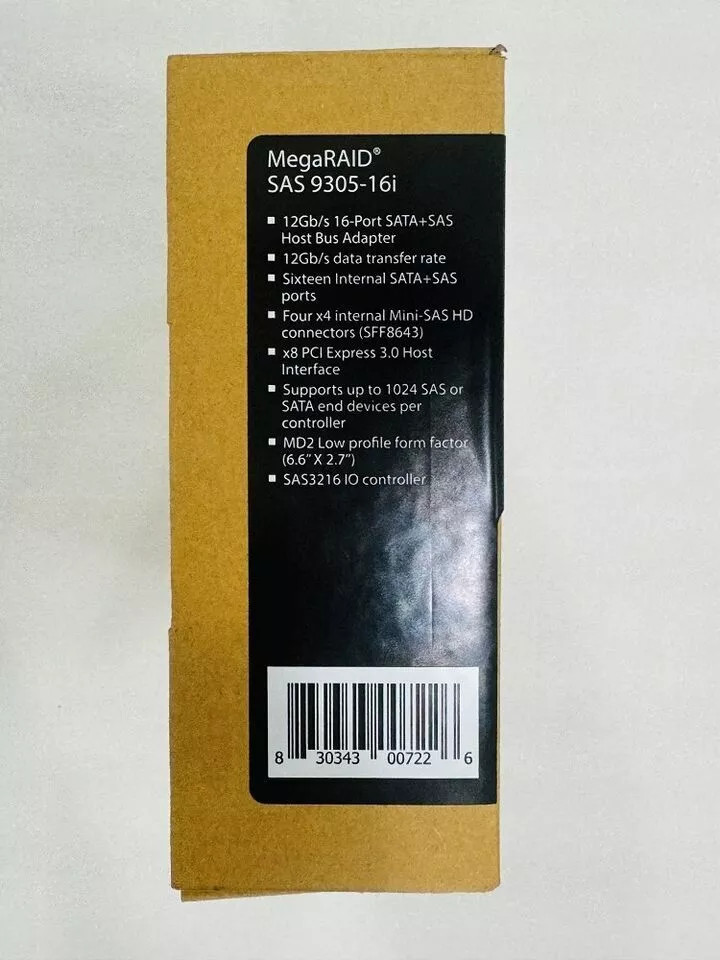 MegaRAID®
SAS 9305-16i
▪ 12Gb/s 16-Port SATA+SAS
Host Bus Adapter
▪ 12Gb/s data transfer rate
▪ Sixteen Internal SATA+SAS
ports
▪ Four x4 internal Mini-SAS HD
connectors (SFF8643)
▪ x8 PCI Express 3.0 Host
Interface
▪ Supports up to 1024 SAS or
SATA end devices per
controller
▪ MD2 Low profile form factor
(6.6” X 2.7”)
▪ SAS3216 IO controller
8 30343 00722 6